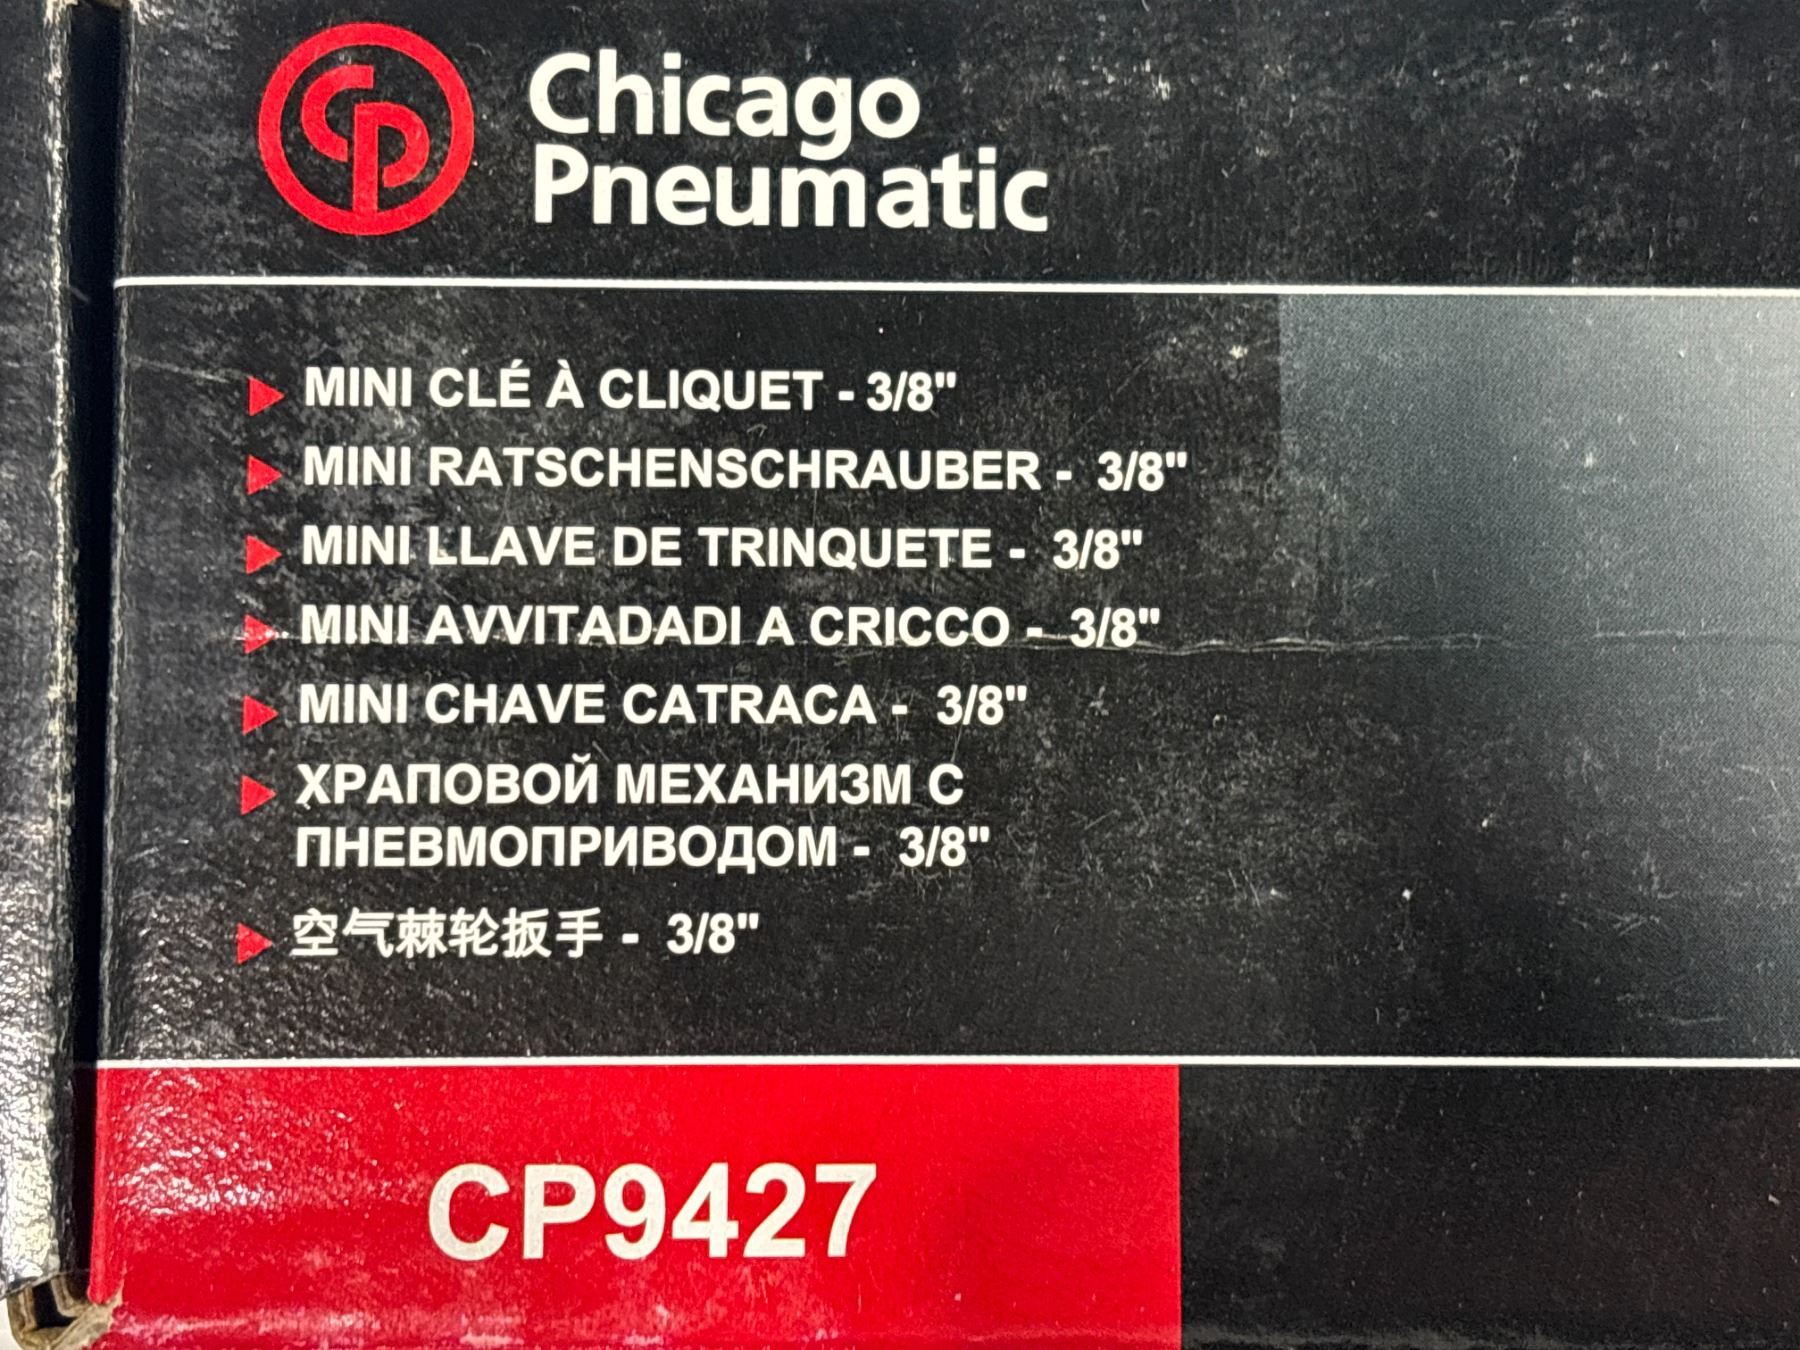 CP
Chicago
Pneumatic
MINI CLÉ À CLIQUET - 3/8"
MINI RATSCHENSCHRAUBER - 3/8"
MINI LLAVE DE TRINQUETE - 3/8"
MINI AVVITADADI A CRICCO - 3/8"
MINI CHAVE CATRACA - 3/8"
ХРАПОВОЙ МЕХАНИЗМ С
ПНЕВМОПРИВОДОМ - 3/8"
空气棘轮扳手 - 3/8"
CP9427